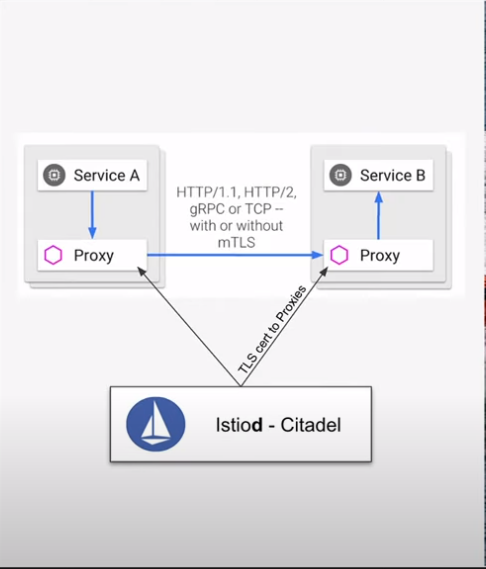 Service A
Service B
HTTP/1.1, HTTP/2,
gRPC or TCP --
with or without
mTLS
Proxy
Proxy
TLS cert to Proxies
Istiod - Citadel